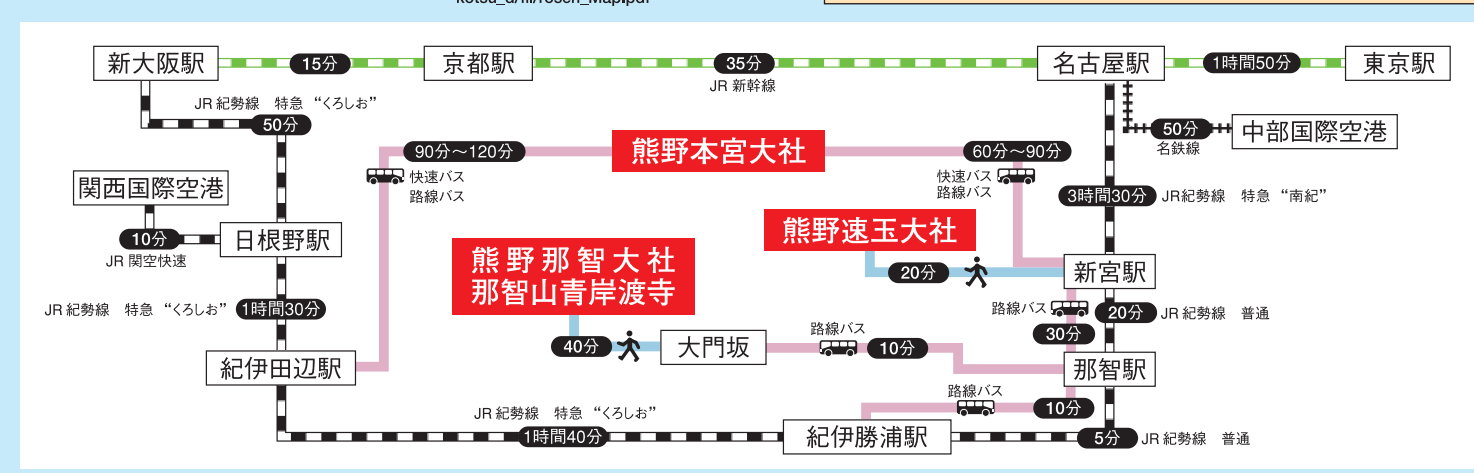 新大阪駅
15分
京都駅
35分
JR 新幹線
名古屋駅
1時間50分
東京駅
JR 紀勢線 特急 “くろしお”
50分
50分
名鉄線
中部国際空港
90分〜120分
熊野本宮大社
60分〜90分
快速バス
路線バス
快速バス
路線バス
関西国際空港
3時間30分
JR紀勢線 特急 “南紀”
10分
JR 関空快速
日根野駅
熊野速玉大社
熊野那智大社
那智山青岸渡寺
20分
新宮駅
JR 紀勢線 特急 “くろしお”
1時間30分
路線バス
30分
20分
JR 紀勢線 普通
40分
大門坂
路線バス
10分
紀伊田辺駅
那智駅
路線バス
10分
JR 紀勢線 特急 “くろしお”
1時間40分
紀伊勝浦駅
5分
JR 紀勢線 普通